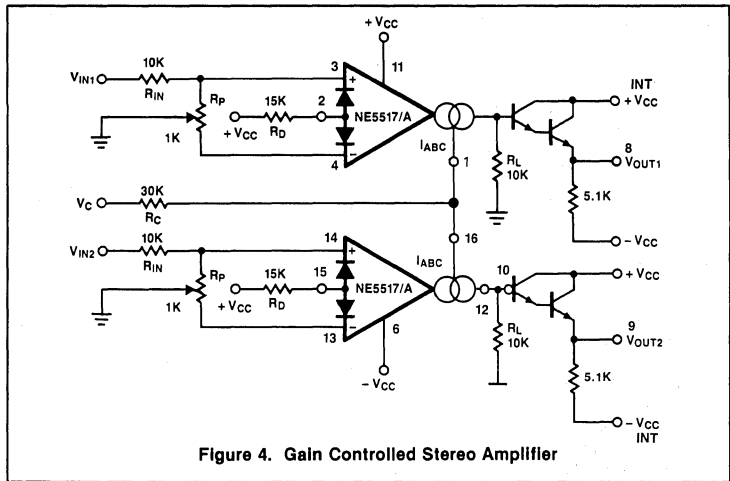 +VCC
10K
3
11
INT
VIN1
RIN
RP
15K
2
+
NE5517/A
+VCC
1K
+VCC
RD
IABC
8
VOUT1
4
−
1
RL
10K
5.1K
30K
VC
RC
−VCC
10K
16
VIN2
14
IABC
+VCC
RIN
RP
15K
15
+
NE5517/A
10
1K
+VCC
RD
12
9
VOUT2
13
−
6
RL
10K
5.1K
−VCC
−VCC
INT
Figure 4. Gain Controlled Stereo Amplifier